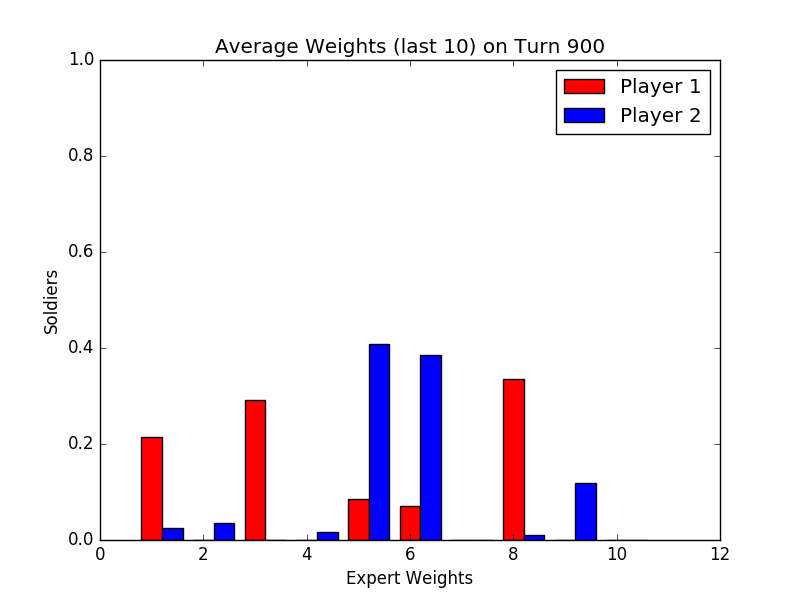 Average Weights (last 10) on Turn 900
1.0
0.8
0.6
0.4
0.2
0.0
Soldiers
Player 1
Player 2
0 2 4 6 8 10 12
Expert Weights